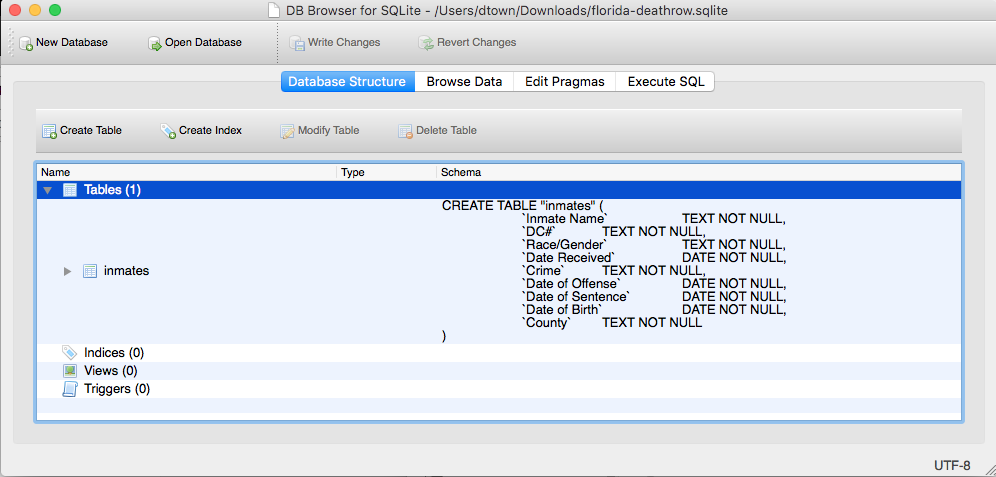 DB Browser for SQLite - /Users/dtown/Downloads/florida-deathrow.sqlite
New Database Open Database Write Changes Revert Changes
Database Structure Browse Data Edit Pragmas Execute SQL
Create Table Create Index Modify Table Delete Table
Name Type Schema
Tables (1)
CREATE TABLE "inmates" (
`Inmate Name` TEXT NOT NULL,
`DC#` TEXT NOT NULL,
`Race/Gender` TEXT NOT NULL,
`Date Received` DATE NOT NULL,
inmates `Crime` TEXT NOT NULL,
`Date of Offense` DATE NOT NULL,
`Date of Sentence` DATE NOT NULL,
`Date of Birth` DATE NOT NULL,
`County` TEXT NOT NULL
)
Indices (0)
Views (0)
Triggers (0)
UTF-8